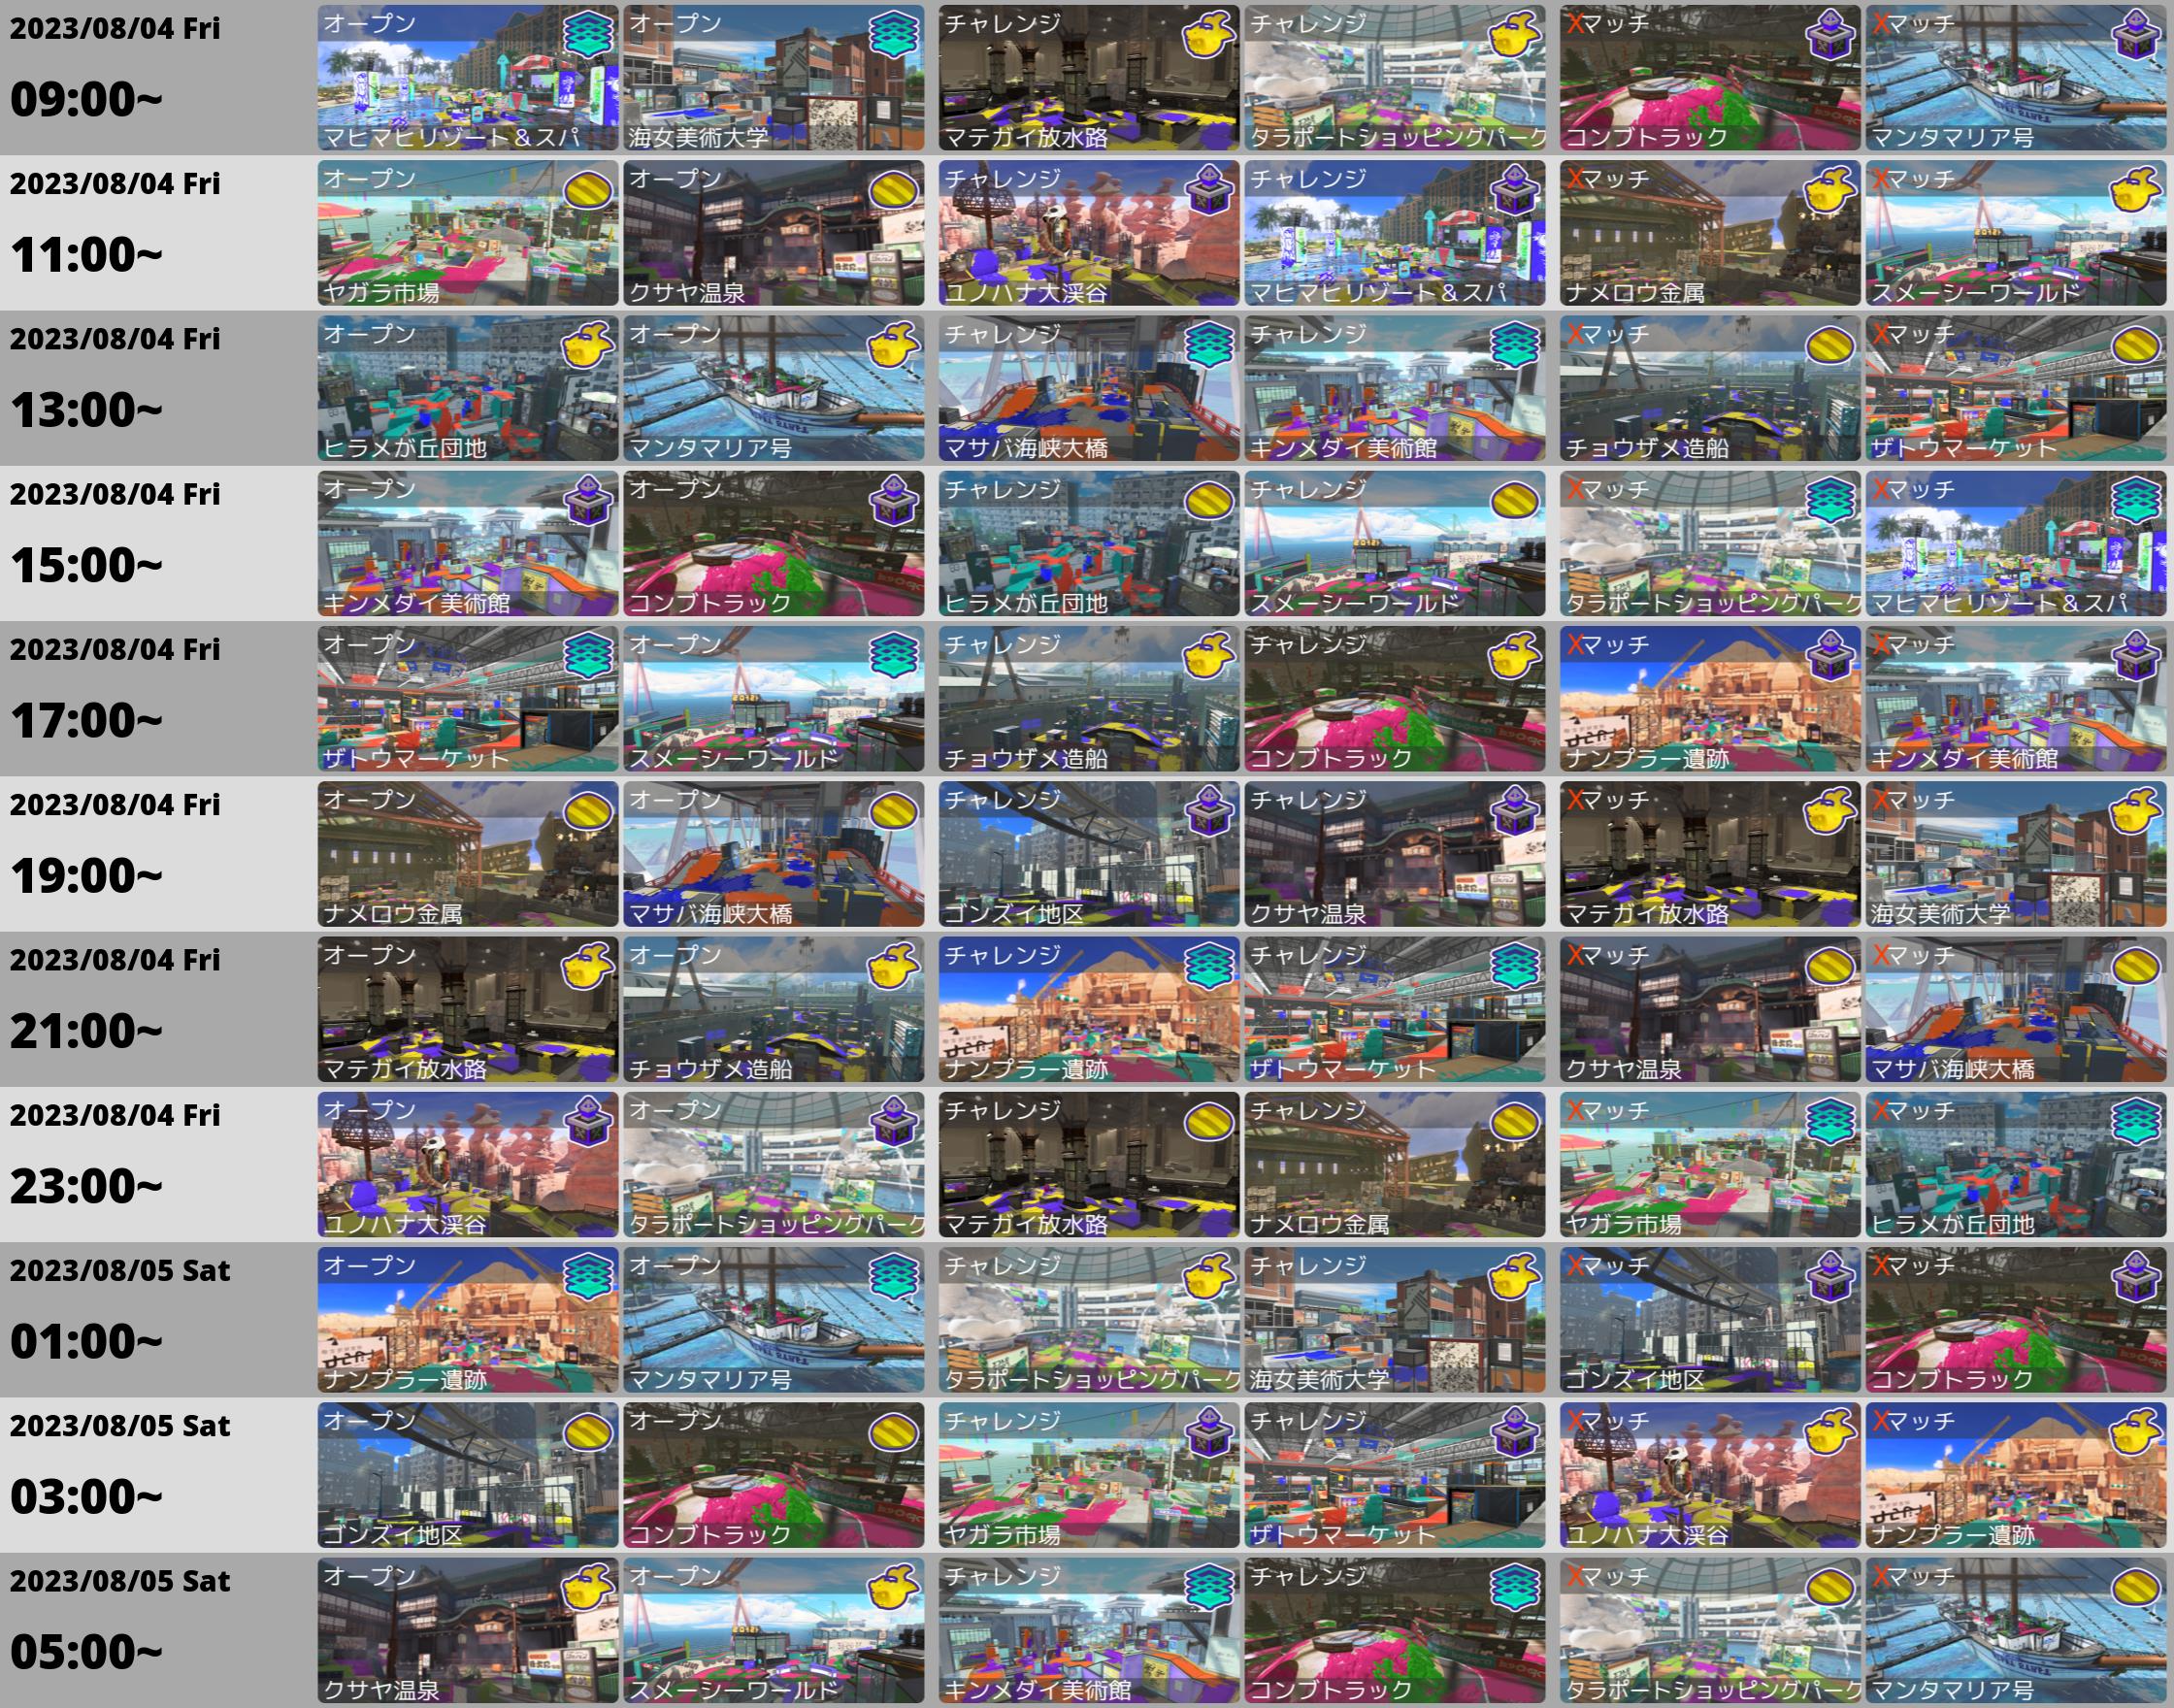 2023/08/04 Fri
09:00~
オープン オープン チャレンジ チャレンジ Xマッチ Xマッチ
マヒマヒリゾート＆スパ 海女美術大学 マテガイ放水路 タラポートショッピングパーク コンブトラック マンタマリア号
2023/08/04 Fri
11:00~
オープン オープン チャレンジ チャレンジ Xマッチ Xマッチ
ヤガラ市場 クサヤ温泉 ユノハナ大渓谷 マヒマヒリゾート＆スパ ナメロウ金属 スメーシーワールド
2023/08/04 Fri
13:00~
オープン オープン チャレンジ チャレンジ Xマッチ Xマッチ
ヒラメが丘団地 マンタマリア号 マサバ海峡大橋 キンメダイ美術館 チョウザメ造船 ザトウマーケット
2023/08/04 Fri
15:00~
オープン オープン チャレンジ チャレンジ Xマッチ Xマッチ
キンメダイ美術館 コンブトラック ヒラメが丘団地 スメーシーワールド タラポートショッピングパーク マヒマヒリゾート＆スパ
2023/08/04 Fri
17:00~
オープン オープン チャレンジ チャレンジ Xマッチ Xマッチ
ザトウマーケット スメーシーワールド チョウザメ造船 コンブトラック ナンプラー遺跡 キンメダイ美術館
2023/08/04 Fri
19:00~
オープン オープン チャレンジ チャレンジ Xマッチ Xマッチ
ナメロウ金属 マサバ海峡大橋 ゴンズイ地区 クサヤ温泉 マテガイ放水路 海女美術大学
2023/08/04 Fri
21:00~
オープン オープン チャレンジ チャレンジ Xマッチ Xマッチ
マテガイ放水路 チョウザメ造船 ナンプラー遺跡 ザトウマーケット クサヤ温泉 マサバ海峡大橋
2023/08/04 Fri
23:00~
オープン オープン チャレンジ チャレンジ Xマッチ Xマッチ
ユノハナ大渓谷 タラポートショッピングパーク マテガイ放水路 ナメロウ金属 ヤガラ市場 ヒラメが丘団地
2023/08/05 Sat
01:00~
オープン オープン チャレンジ チャレンジ Xマッチ Xマッチ
ナンプラー遺跡 マンタマリア号 タラポートショッピングパーク 海女美術大学 ゴンズイ地区 コンブトラック
2023/08/05 Sat
03:00~
オープン オープン チャレンジ チャレンジ Xマッチ Xマッチ
ゴンズイ地区 コンブトラック ヤガラ市場 ザトウマーケット ユノハナ大渓谷 ナンプラー遺跡
2023/08/05 Sat
05:00~
オープン オープン チャレンジ チャレンジ Xマッチ Xマッチ
クサヤ温泉 スメーシーワールド キンメダイ美術館 コンブトラック タラポートショッピングパーク マンタマリア号